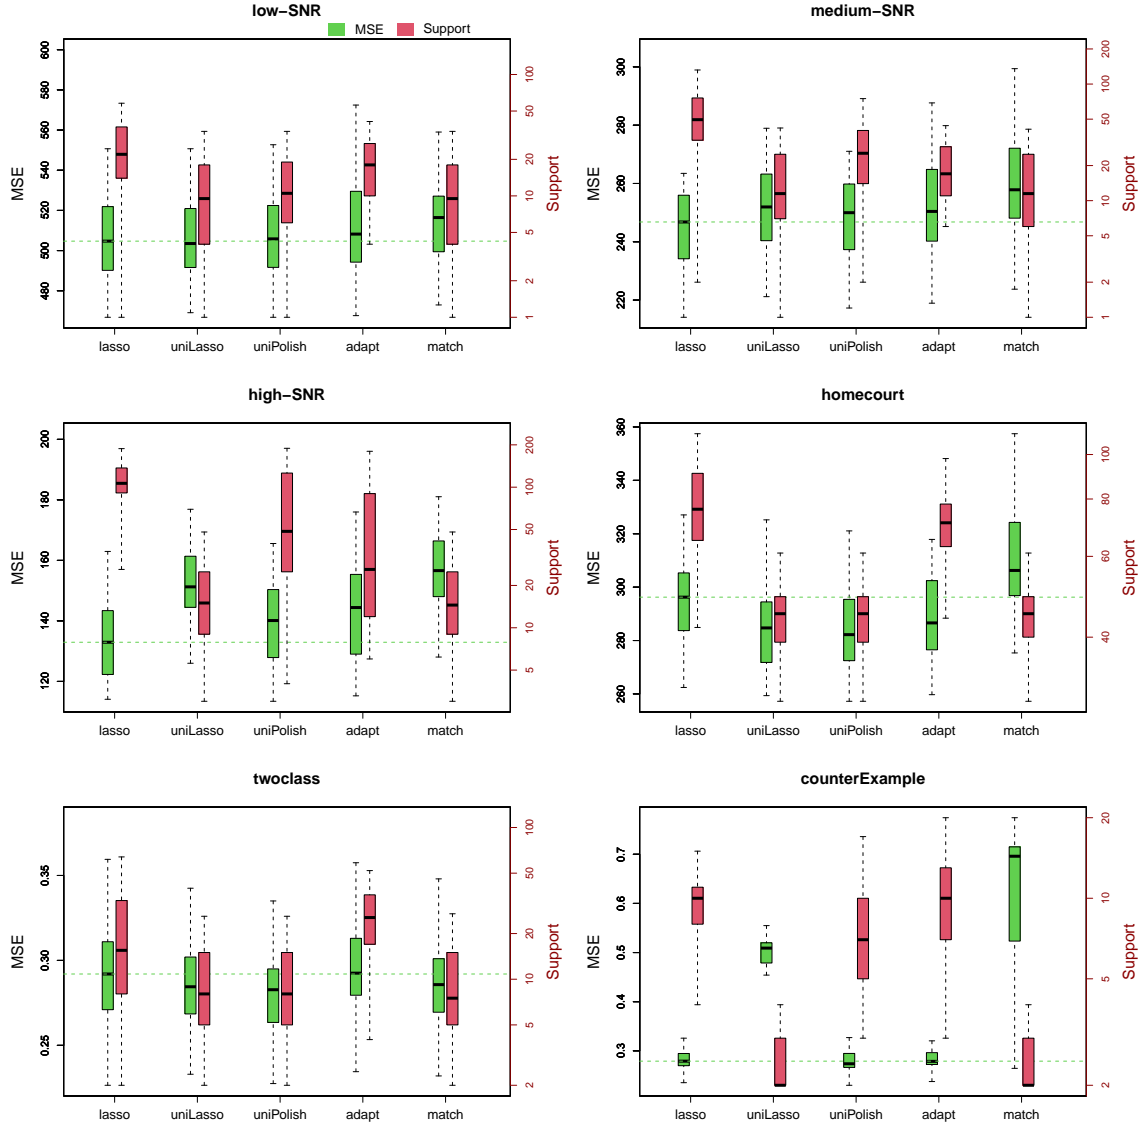 low−SNR
MSE Support
MSE
480 500 520 540 560 580 600
1 2 5 10 20 50 100
Support
lasso uniLasso uniPolish adapt match
medium−SNR
MSE
220 240 260 280 300
1 2 5 10 20 50 100 200
Support
lasso uniLasso uniPolish adapt match
high−SNR
MSE
120 140 160 180 200
5 10 20 50 100 200
Support
lasso uniLasso uniPolish adapt match
homecourt
MSE
260 280 300 320 340 360
40 60 80 100
Support
lasso uniLasso uniPolish adapt match
twoclass
MSE
0.25 0.30 0.35
2 5 10 20 50 100
Support
lasso uniLasso uniPolish adapt match
counterExample
MSE
0.3 0.4 0.5 0.6 0.7
2 5 10 20
Support
lasso uniLasso uniPolish adapt match